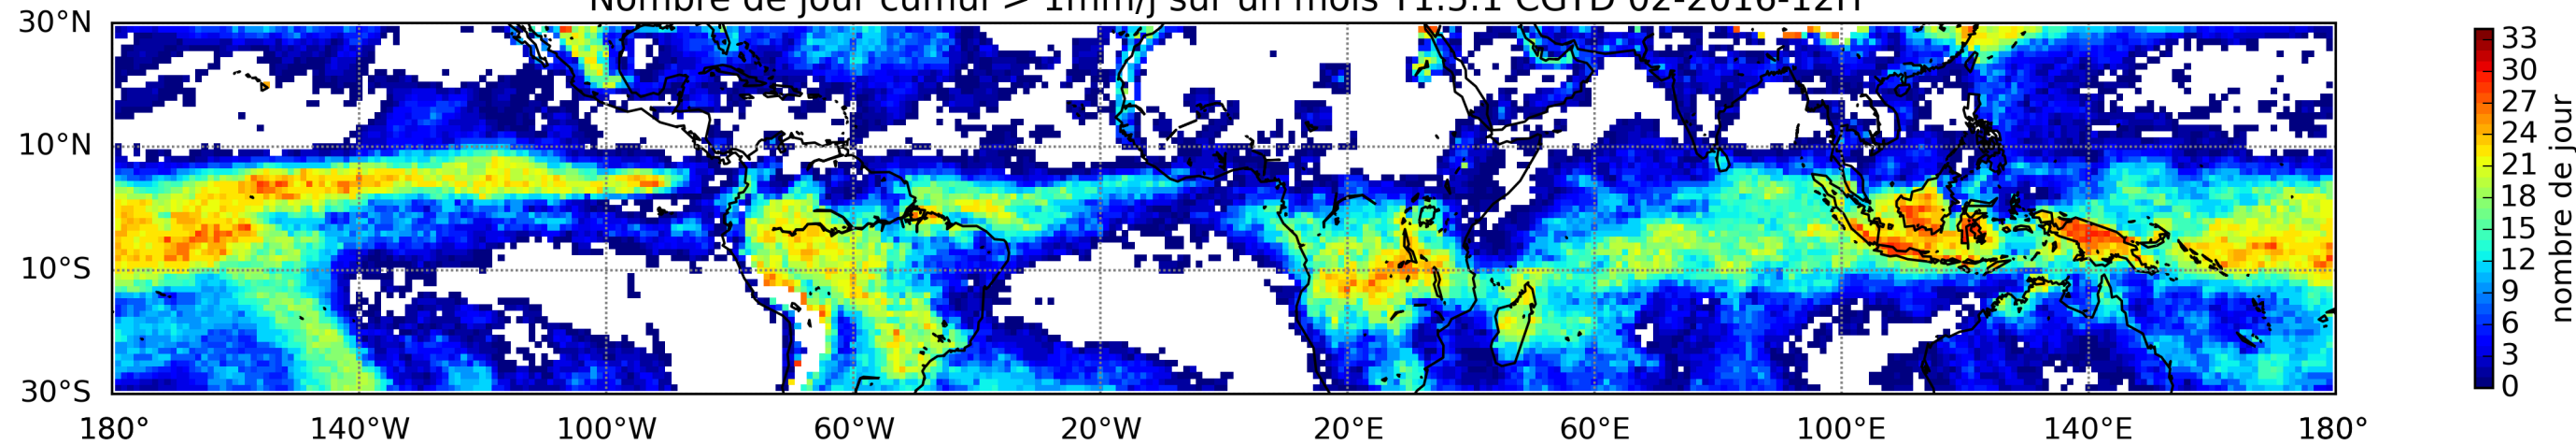 Nombre de jour cumul > 1mm/j sur un mois T1.5.1 CGTD 02-2016-12H
30°N
10°N
10°S
30°S
180° 140°W 100°W 60°W 20°W 20°E 60°E 100°E 140°E 180°
33
30
27
24
21
18
15
12
9
6
3
0
nombre de jour